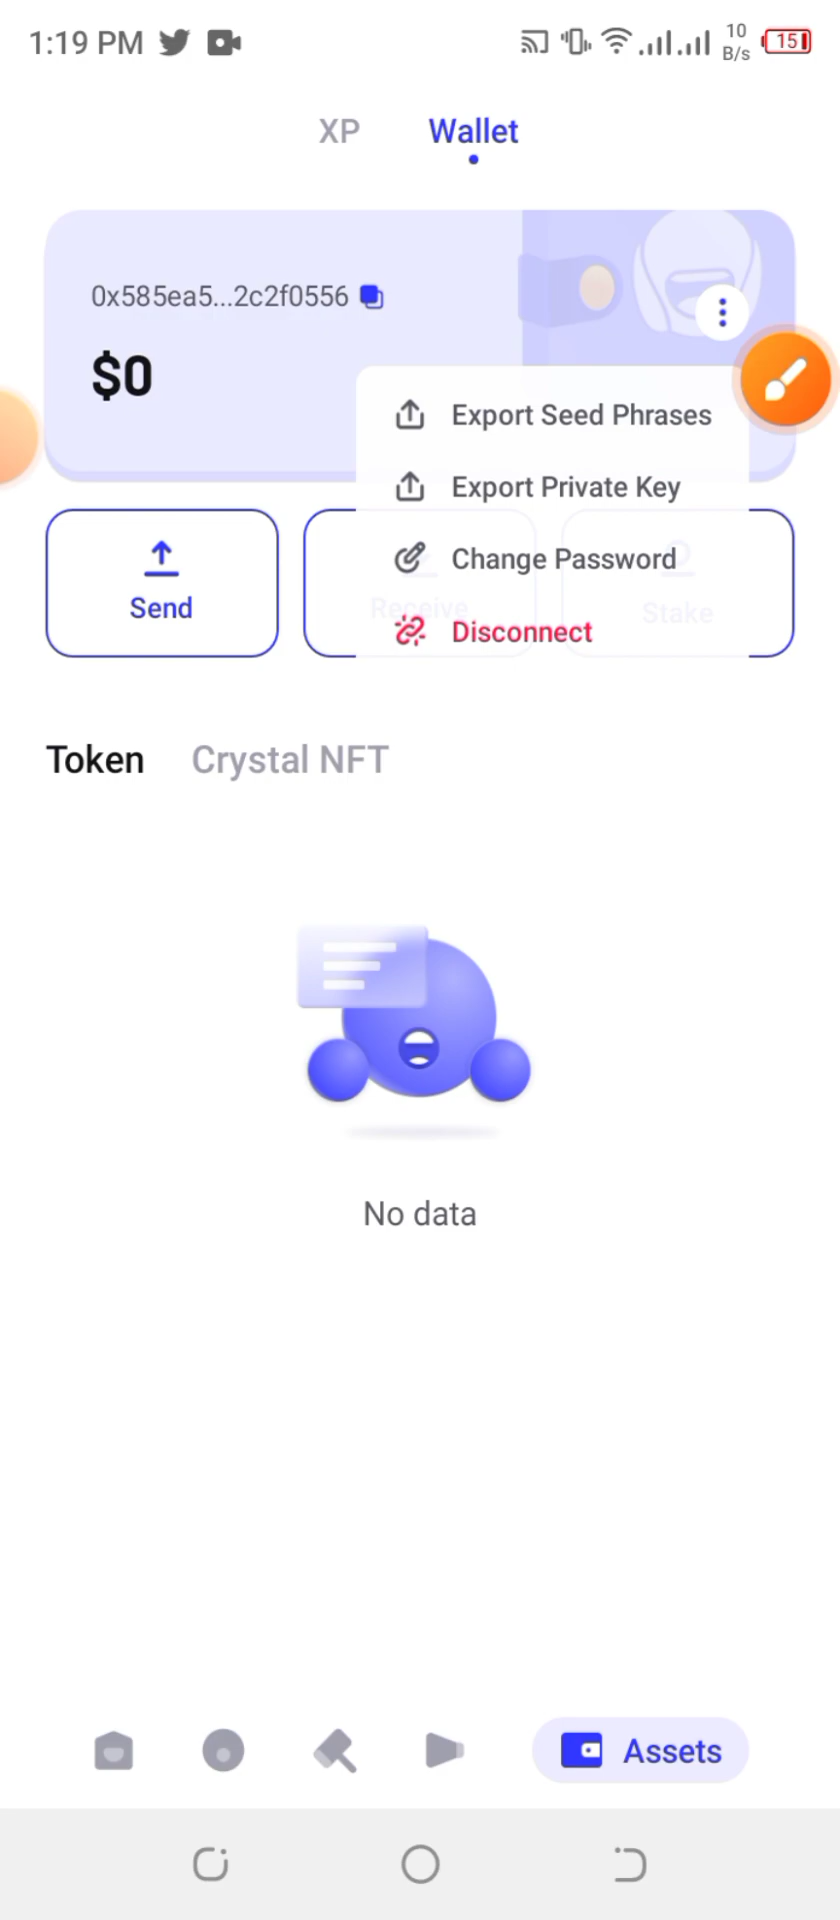 1:19 PM
10
B/s
15
XP
Wallet
0x585ea5...2c2f0556
$0
Export Seed Phrases
Export Private Key
Change Password
Disconnect
Send
Receive
Stake
Token
Crystal NFT
No data
Assets